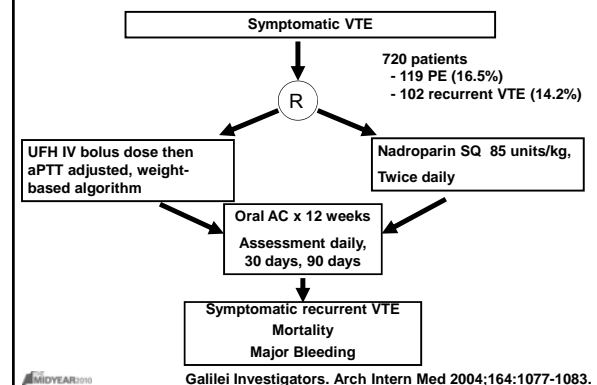 Symptomatic VTE
720 patients
- 119 PE (16.5%)
- 102 recurrent VTE (14.2%)
R
UFH IV bolus dose then
aPTT adjusted, weight-
based algorithm
Nadroparin SQ 85 units/kg,
Twice daily
Oral AC x 12 weeks
Assessment daily,
30 days, 90 days
Symptomatic recurrent VTE
Mortality
Major Bleeding
MIDYEAR2010
Galilei Investigators. Arch Intern Med 2004;164:1077-1083.